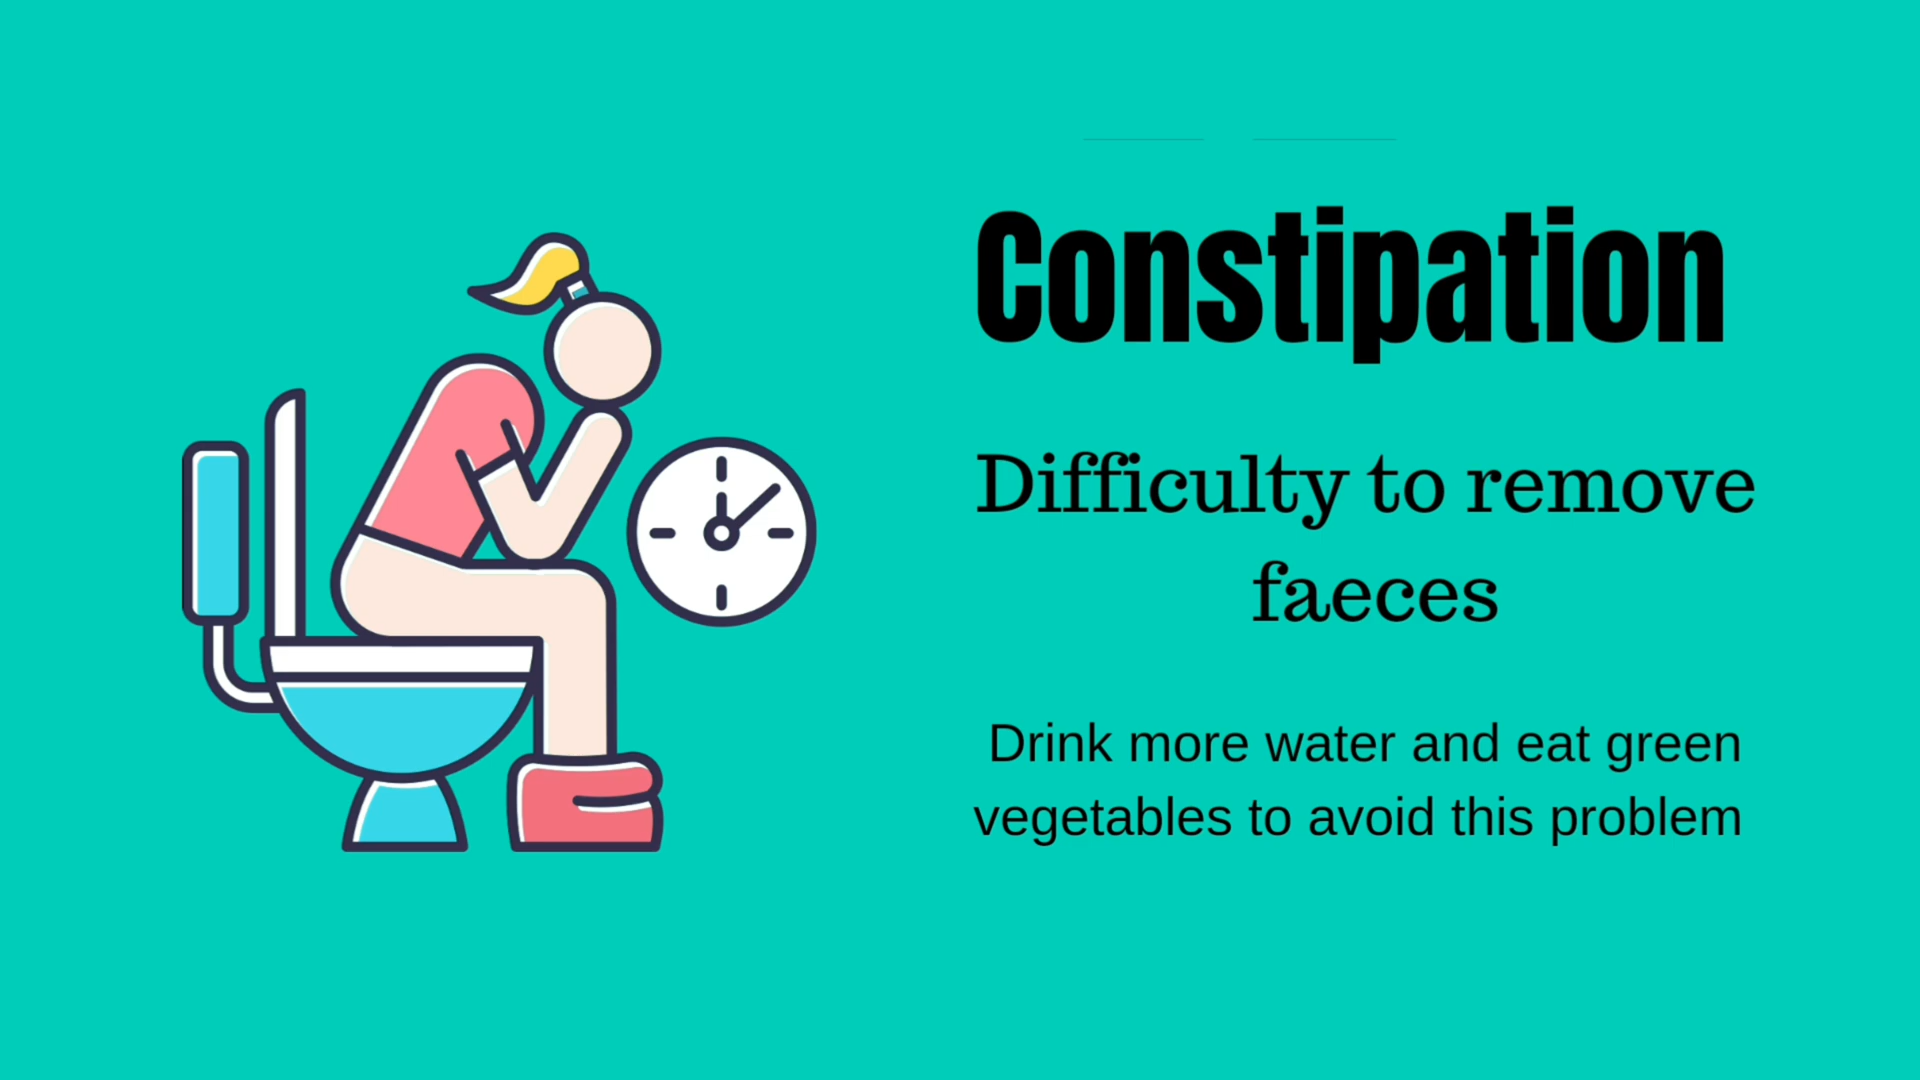 Constipation
Difficulty to remove
faeces
Drink more water and eat green
vegetables to avoid this problem